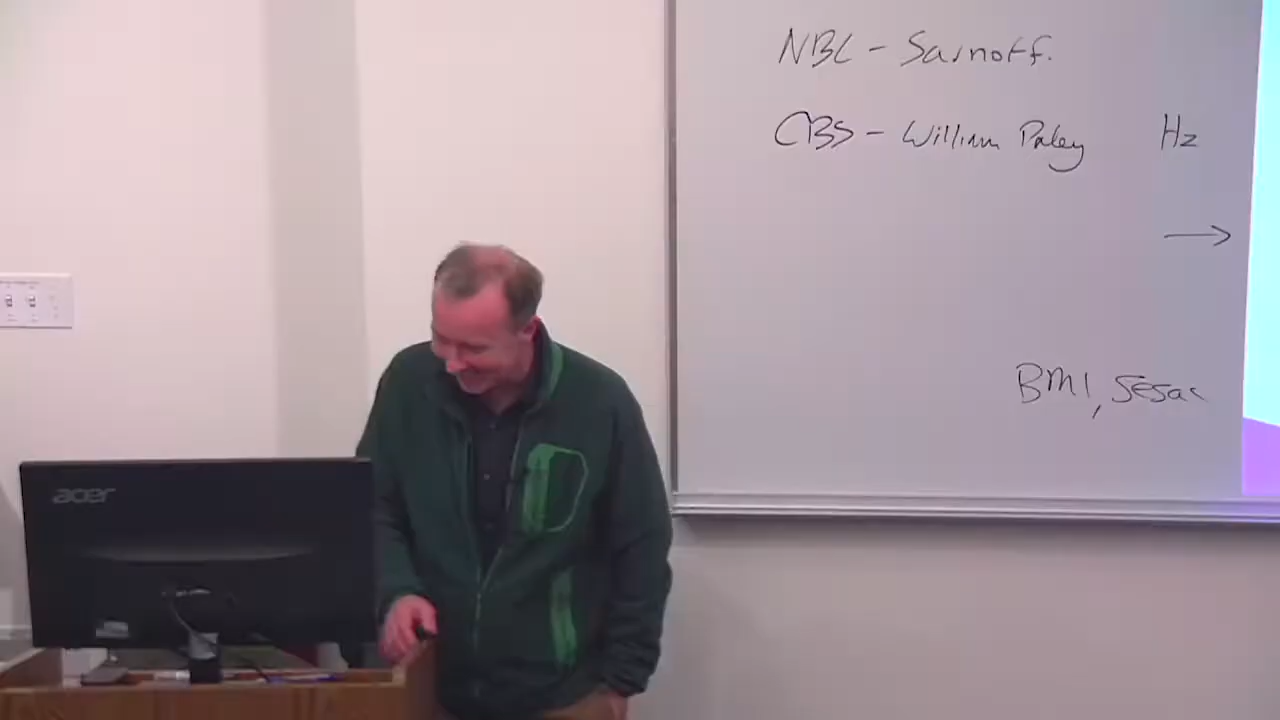 NBC - Sarnoff.
CBS - William Paley
Hz
→
BMI, SESac
acer